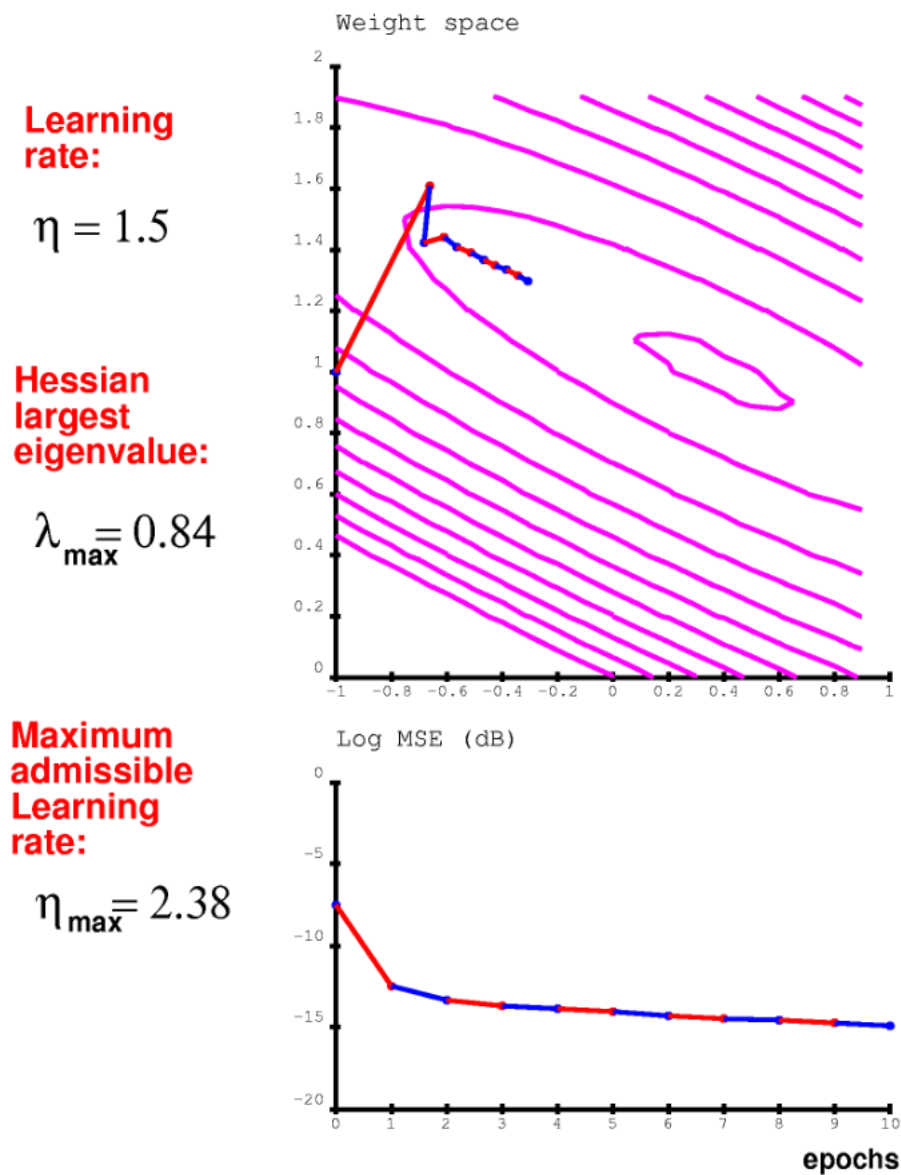 Weight space
Learning
rate:
η = 1.5
Hessian
largest
eigenvalue:
λmax= 0.84
2
1.8
1.6
1.4
1.2
1
0.8
0.6
0.4
0.2
0
-1 -0.8 -0.6 -0.4 -0.2 0 0.2 0.4 0.6 0.8 1
Maximum
admissible
Learning
rate:
ηmax= 2.38
Log MSE (dB)
0
-5
-10
-15
-20
0 1 2 3 4 5 6 7 8 9 10
epochs